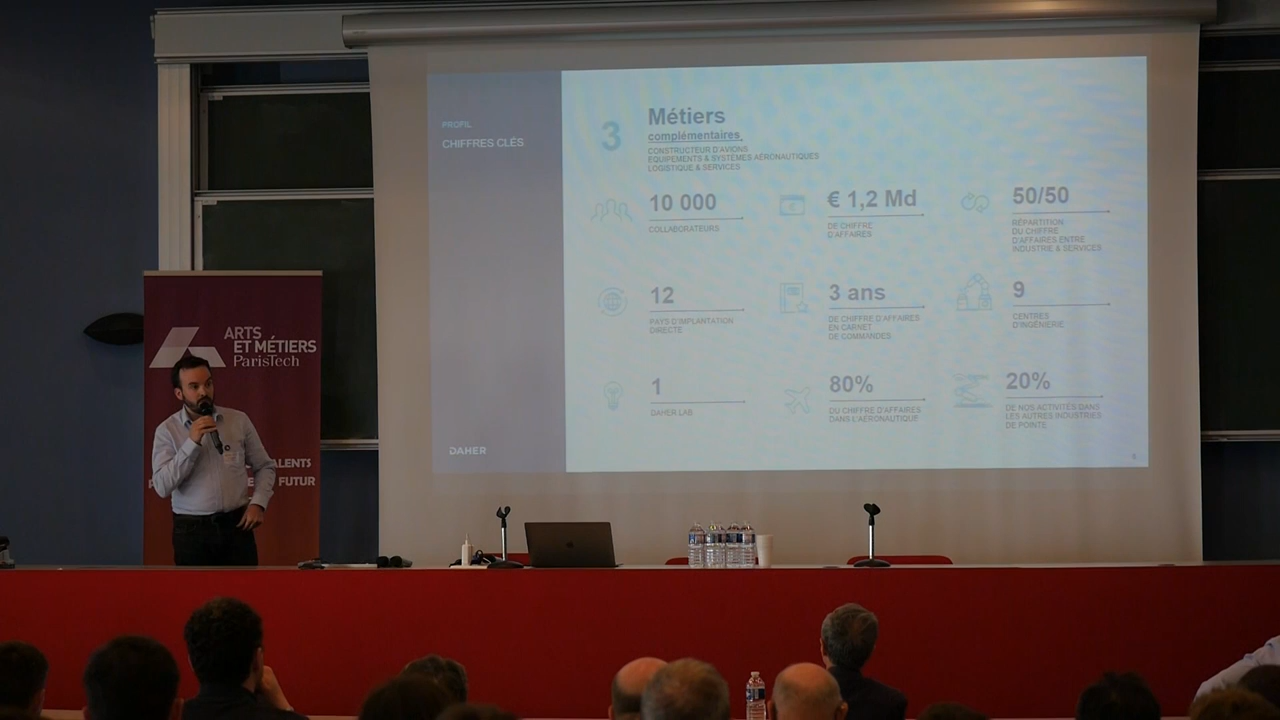 PROFIL
CHIFFRES CLÉS
3
Métiers
complémentaires
CONSTRUCTEUR D'AVIONS
EQUIPEMENTS & SYSTÈMES AÉRONAUTIQUES
LOGISTIQUE & SERVICES
10 000
COLLABORATEURS
€ 1,2 Md
DE CHIFFRE
D'AFFAIRES
50/50
RÉPARTITION
DU CHIFFRE
D'AFFAIRES ENTRE
INDUSTRIE & SERVICES
12
PAYS D'IMPLANTATION
DIRECTE
3 ans
DE CHIFFRE D'AFFAIRES
EN CARNET
DE COMMANDES
9
CENTRES
D'INGÉNIERIE
1
DAHER LAB
80%
DU CHIFFRE D'AFFAIRES
DANS L'AÉRONAUTIQUE
20%
DE NOS ACTIVITÉS DANS
LES AUTRES INDUSTRIES
DE POINTE
DAHER
ARTS
ET MÉTIERS
ParisTech
ALENTS
FUTUR